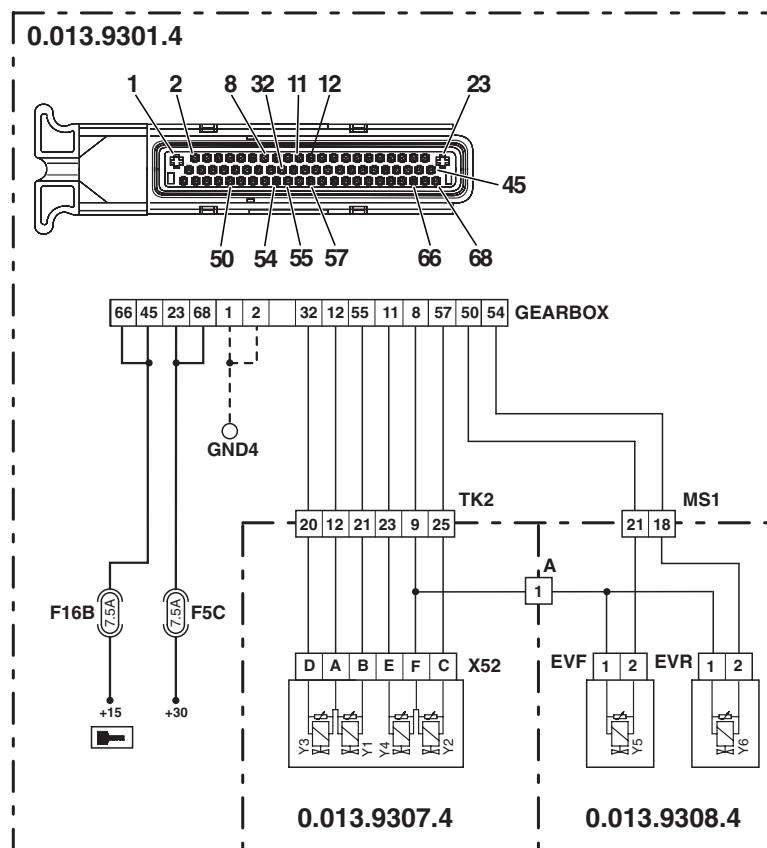 0.013.9301.4
1 2 8 32 11 12 23
45
50 54 55 57 66 68
66 45 23 68 1 2 32 12 55 11 8 57 50 54 GEARBOX
GND4
TK2 MS1
20 12 21 23 9 25 21 18
A
1
F16B 7.5A 7.5A F5C
D A B E F C X52 EVF 1 2 EVR 1 2
+15 +30
Y3 Y1 Y4 Y2 Y5 Y6
0.013.9307.4 0.013.9308.4